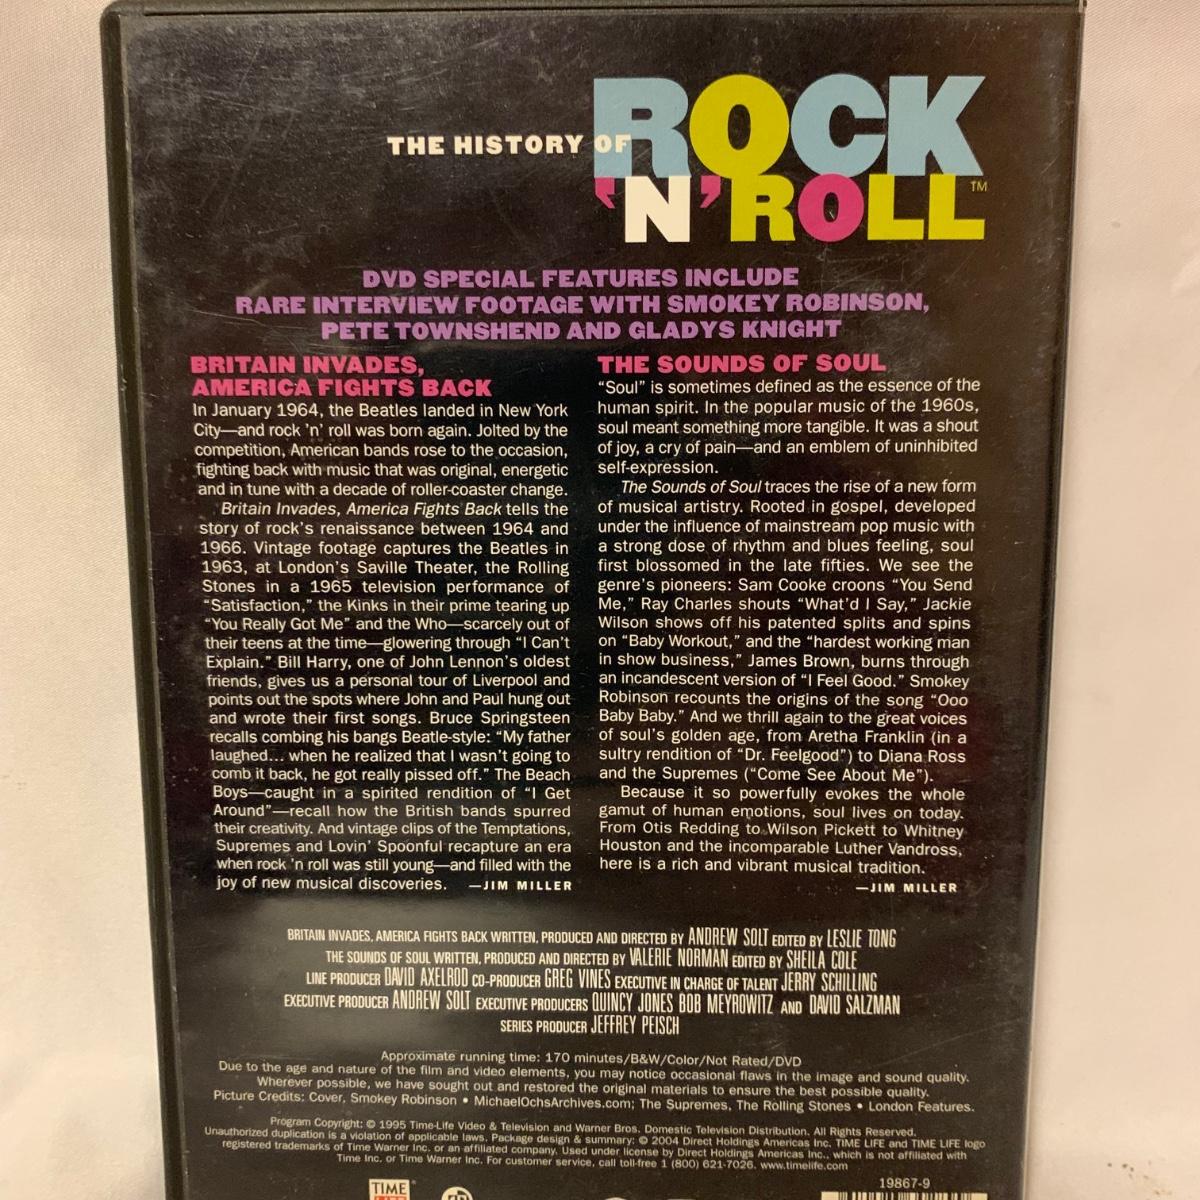 THE HISTORY OF ROCK
'N' ROLL™
DVD SPECIAL FEATURES INCLUDE
RARE INTERVIEW FOOTAGE WITH SMOKEY ROBINSON,
PETE TOWNSHEND AND GLADYS KNIGHT
BRITAIN INVADES,
AMERICA FIGHTS BACK
In January 1964, the Beatles landed in New York
City—and rock 'n' roll was born again. Jolted by the
competition, American bands rose to the occasion,
fighting back with music that was original, energetic
and in tune with a decade of roller-coaster change.
Britain Invades, America Fights Back tells the
story of rock's renaissance between 1964 and
1966. Vintage footage captures the Beatles in
1963, at London's Saville Theater, the Rolling
Stones in a 1965 television performance of
“Satisfaction,” the Kinks in their prime tearing up
“You Really Got Me” and the Who—scarcely out of
their teens at the time—glowering through “I Can't
Explain.” Bill Harry, one of John Lennon's oldest
friends, gives us a personal tour of Liverpool and
points out the spots where John and Paul hung out
and wrote their first songs. Bruce Springsteen
recalls combing his bangs Beatle-style: “My father
laughed... when he realized that I wasn't going to
comb it back, he got really pissed off.” The Beach
Boys—caught in a spirited rendition of “I Get
Around”—recall how the British bands spurred
their creativity. And vintage clips of the Temptations,
Supremes and Lovin' Spoonful recapture an era
when rock 'n roll was still young—and filled with the
joy of new musical discoveries. —JIM MILLER
THE SOUNDS OF SOUL
“Soul” is sometimes defined as the essence of the
human spirit. In the popular music of the 1960s,
soul meant something more tangible. It was a shout
of joy, a cry of pain—and an emblem of uninhibited
self-expression.
The Sounds of Soul traces the rise of a new form
of musical artistry. Rooted in gospel, developed
under the influence of mainstream pop music with
a strong dose of rhythm and blues feeling, soul
first blossomed in the late fifties. We see the
genre's pioneers: Sam Cooke croons “You Send
Me,” Ray Charles shouts “What'd I Say,” Jackie
Wilson shows off his patented splits and spins
on “Baby Workout,” and the “hardest working man
in show business,” James Brown, burns through
an incandescent version of “I Feel Good.” Smokey
Robinson recounts the origins of the song “Ooo
Baby Baby.” And we thrill again to the great voices
of soul's golden age, from Aretha Franklin (in a
sultry rendition of “Dr. Feelgood”) to Diana Ross
and the Supremes (“Come See About Me”).
Because it so powerfully evokes the whole
gamut of human emotions, soul lives on today.
From Otis Redding to Wilson Pickett to Whitney
Houston and the incomparable Luther Vandross,
here is a rich and vibrant musical tradition.
—JIM MILLER
BRITAIN INVADES, AMERICA FIGHTS BACK WRITTEN, PRODUCED AND DIRECTED BY ANDREW SOLT EDITED BY LESLIE TONG
THE SOUNDS OF SOUL WRITTEN, PRODUCED AND DIRECTED BY VALERIE NORMAN EDITED BY SHEILA COLE
LINE PRODUCER DAVID AXELROD CO-PRODUCER GREG VINES EXECUTIVE IN CHARGE OF TALENT JERRY SCHILLING
EXECUTIVE PRODUCER ANDREW SOLT EXECUTIVE PRODUCERS QUINCY JONES BOB MEYROWITZ AND DAVID SALZMAN
SERIES PRODUCER JEFFREY PEISCH
Approximate running time: 170 minutes/B&W/Color/Not Rated/DVD
Due to the age and nature of the film and video elements, you may notice occasional flaws in the image and sound quality.
Wherever possible, we have sought out and restored the original materials to ensure the best possible quality.
Picture Credits: Cover, Smokey Robinson • MichaelOchsArchives.com; The Supremes, The Rolling Stones • London Features.
Program Copyright: © 1995 Time-Life Video & Television and Warner Bros. Domestic Television Distribution. All Rights Reserved.
Unauthorized duplication is a violation of applicable laws. Package design & summary: © 2004 Direct Holdings Americas Inc. TIME LIFE and TIME LIFE logo
registered trademarks of Time Warner Inc. or an affiliated company. Used under license by Direct Holdings Americas Inc., which is not affiliated with
Time Inc. or Time Warner Inc. For customer service, call toll-free 1 (800) 621-7026. www.timelife.com
19867-9
TIME
LIFE